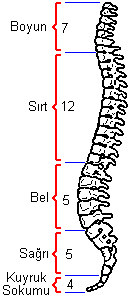 Boyun 7
Sırt 12
Bel 5
Sağrı 5
Kuyruk
Sokumu 4